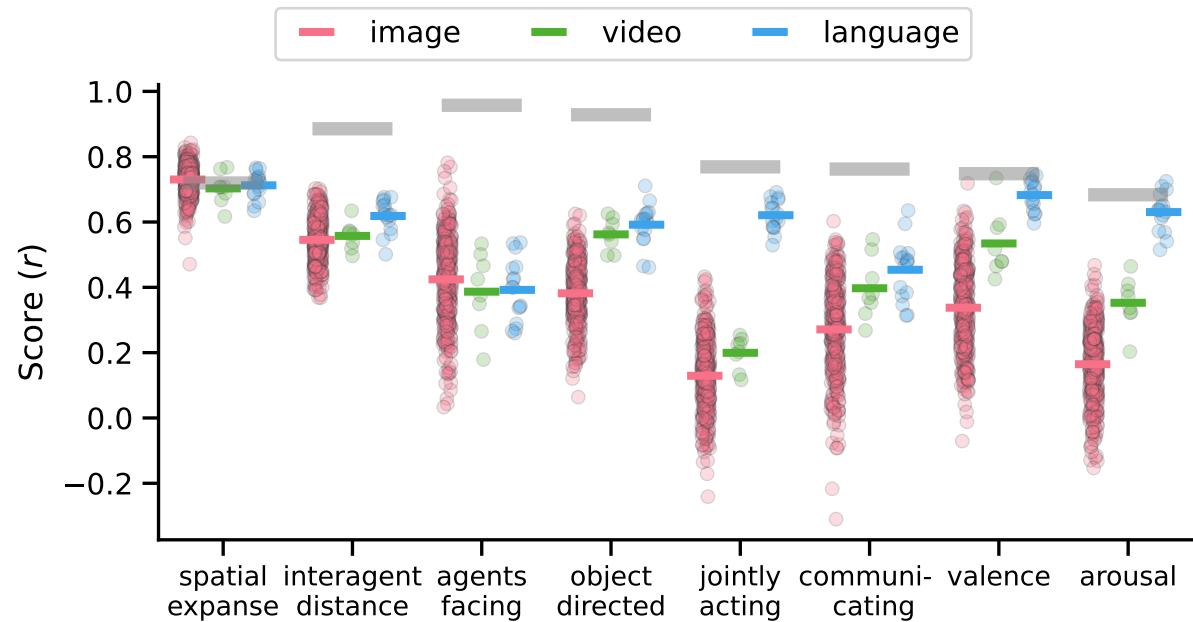 image video language
Score (r)
1.0
0.8
0.6
0.4
0.2
0.0
−0.2
spatial expanse
interagent distance
agents facing
object directed
jointly acting
communi-cating
valence
arousal